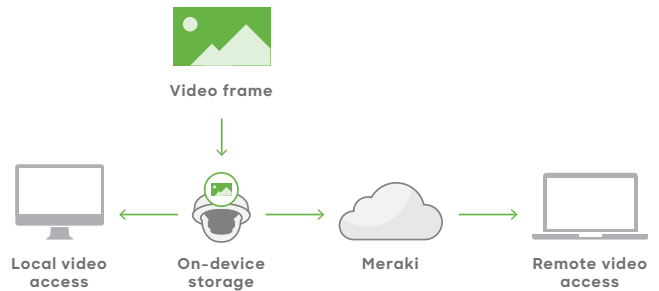 Video frame
Local video
access
On-device
storage
Meraki
Remote video
access